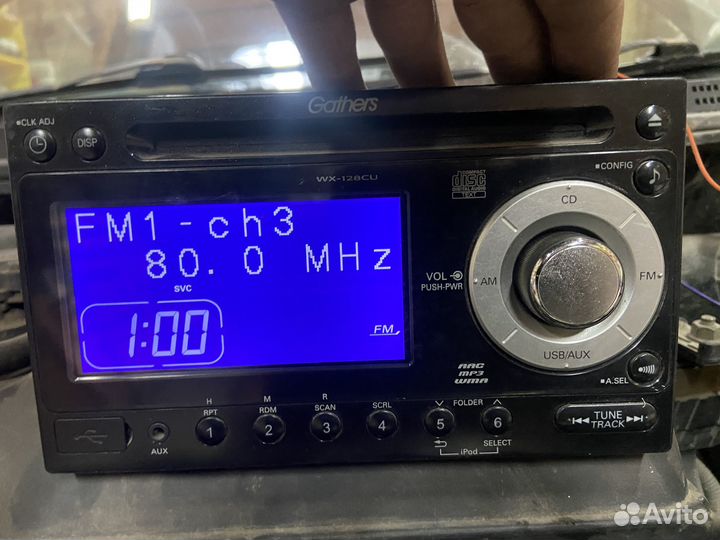 Gathers
CLK ADJ
DISP
WX-128CU
COMPACT
disc
DIGITAL AUDIO
TEXT
CONFIG
FM1-ch3
80.0 MHz
SVC
1:00
FM
VOL
PUSH-PWR
CD
AM
FM
USB/AUX
AAC
MP3
WMA
A.SEL
H M R
RPT RDM SCAN SCRL FOLDER
1 2 3 4 5 6
TUNE
TRACK
AUX
iPod
SELECT
Avito